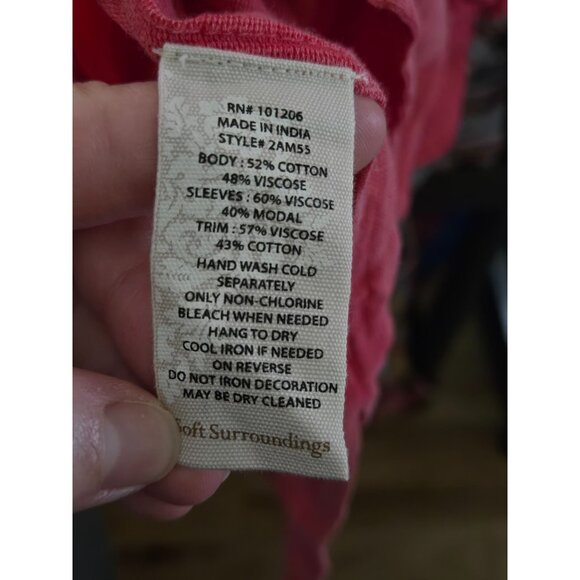 RN# 101206
MADE IN INDIA
STYLE# 2AM55
BODY : 52% COTTON
48% VISCOSE
SLEEVES : 60% VISCOSE
40% MODAL
TRIM : 57% VISCOSE
43% COTTON
HAND WASH COLD
SEPARATELY
ONLY NON-CHLORINE
BLEACH WHEN NEEDED
HANG TO DRY
COOL IRON IF NEEDED
ON REVERSE
DO NOT IRON DECORATION
MAY BE DRY CLEANED
Soft Surroundings